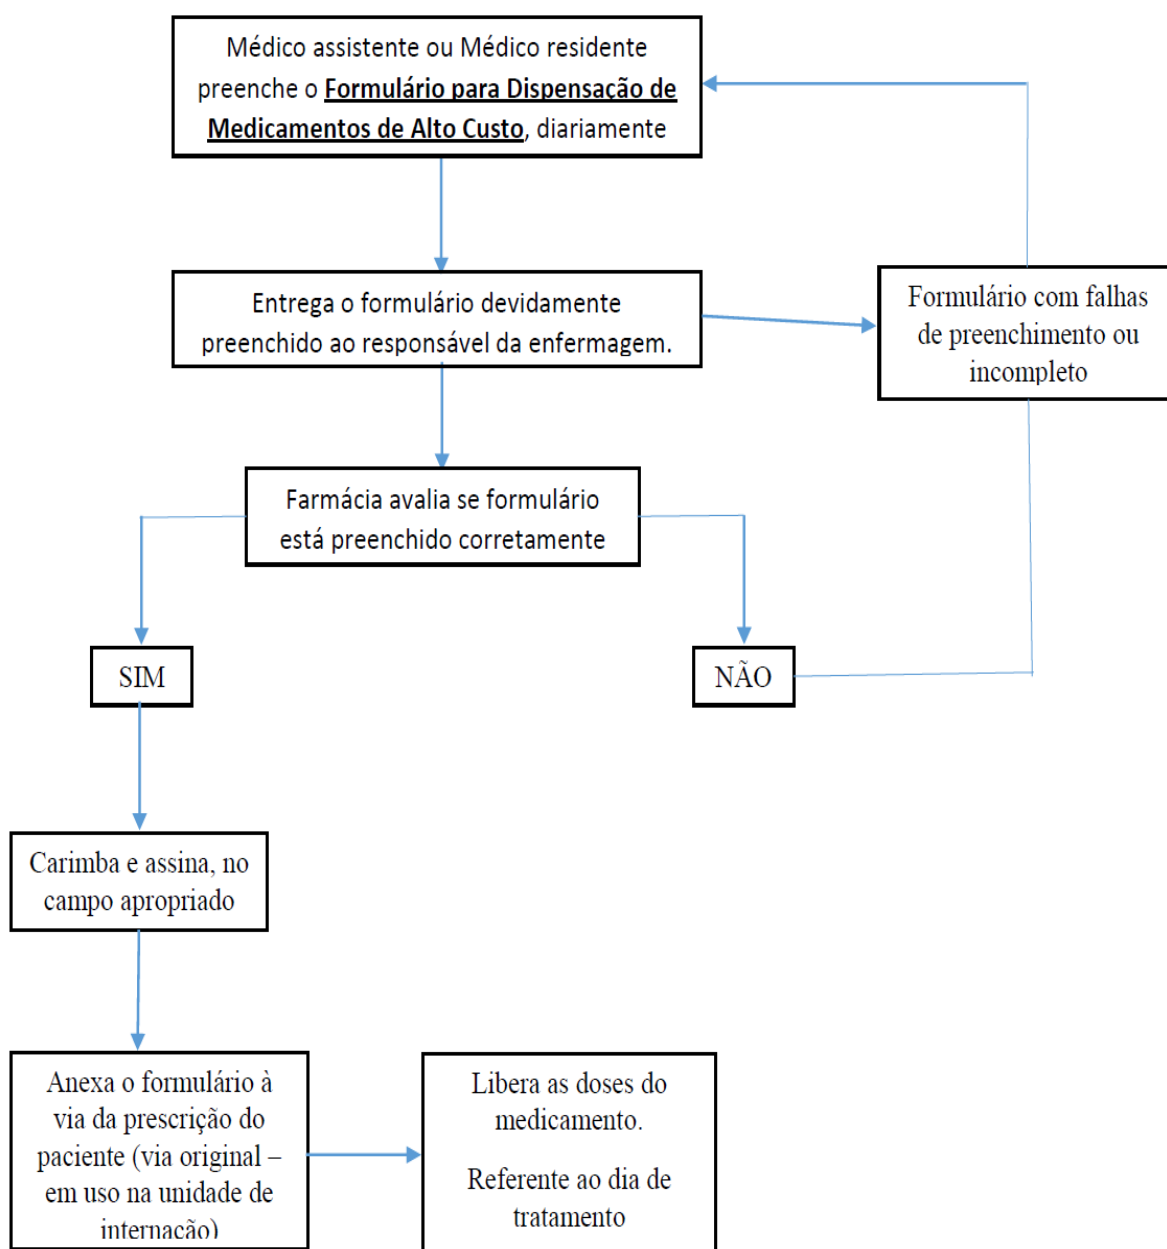 Médico assistente ou Médico residente
preenche o Formulário para Dispensação de
Medicamentos de Alto Custo, diariamente
Entrega o formulário devidamente
preenchido ao responsável da enfermagem.
Formulário com falhas
de preenchimento ou
incompleto
Farmácia avalia se formulário
está preenchido corretamente
SIM
NÃO
Carimba e assina, no
campo apropriado
Anexa o formulário à
via da prescrição do
paciente (via original –
em uso na unidade de
internação)
Libera as doses do
medicamento.
Referente ao dia de
tratamento